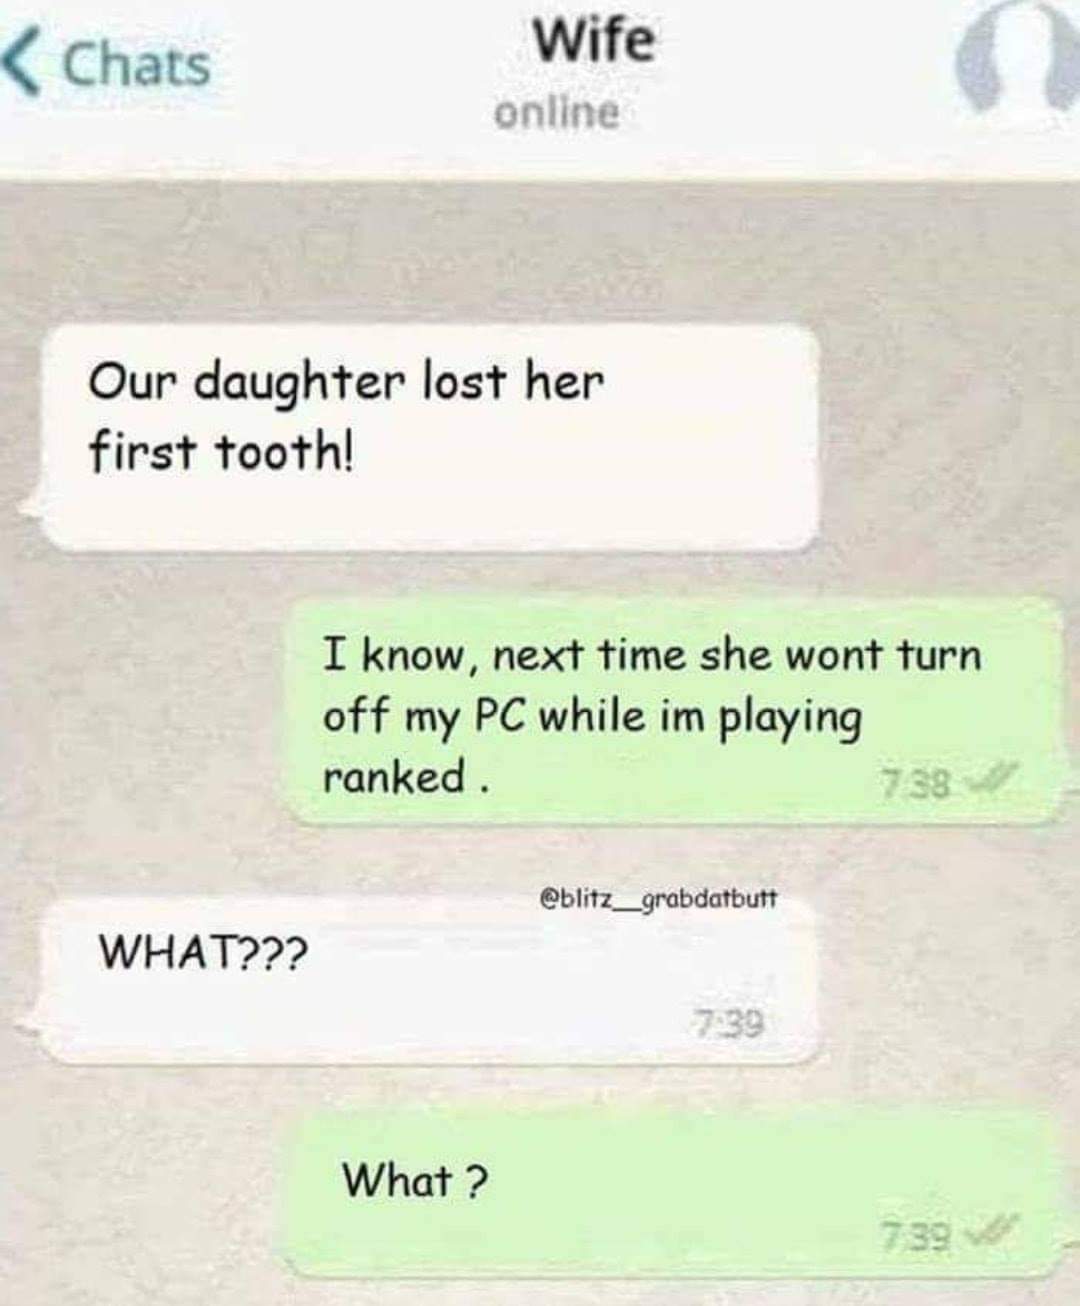 Chats
Wife
online
Our daughter lost her
first tooth!
I know, next time she wont turn
off my PC while im playing
ranked .
7:38
@blitz__grabdatbutt
WHAT???
7:39
What ?
7:39